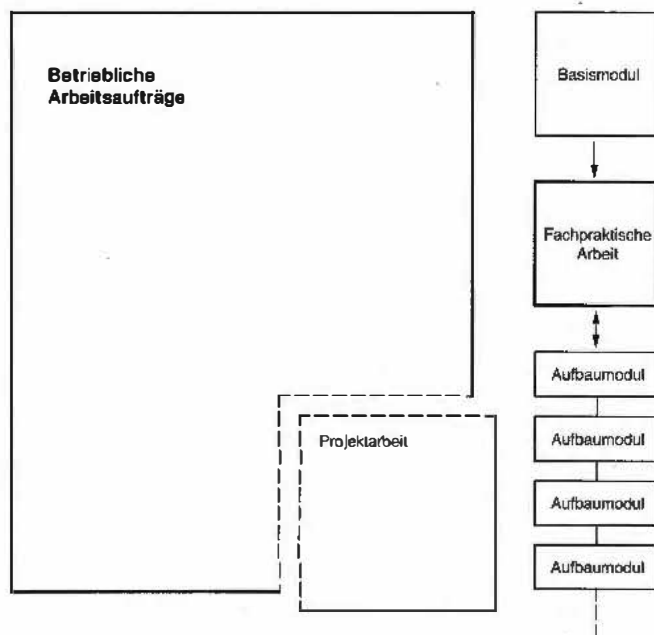 Betriebliche
Arbeitsaufträge
Projektarbeit
Basismodul
Fachpraktische
Arbeit
Aufbaumodul
Aufbaumodul
Aufbaumodul
Aufbaumodul